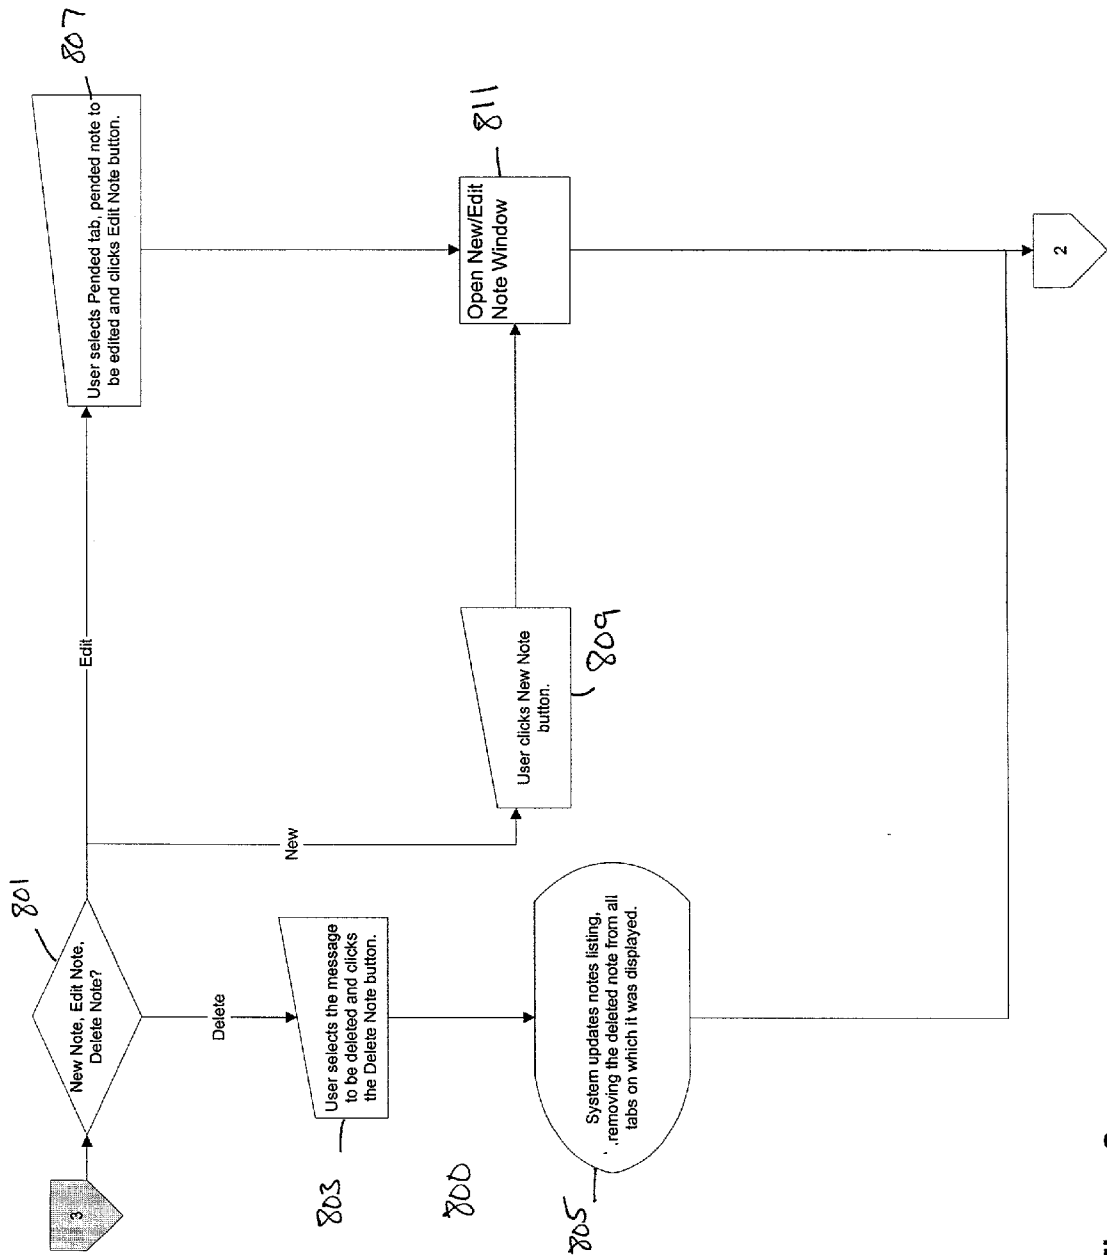 3
New Note, Edit Note,
Delete Note?
801
Edit
User selects Pended tab, pended note to
be edited and clicks Edit Note button.
807
New
Delete
User selects the message
to be deleted and clicks
the Delete Note button.
803
User clicks New Note
button.
809
Open New/Edit
Note Window
811
800
System updates notes listing,
removing the deleted note from all
tabs on which it was displayed.
805
2